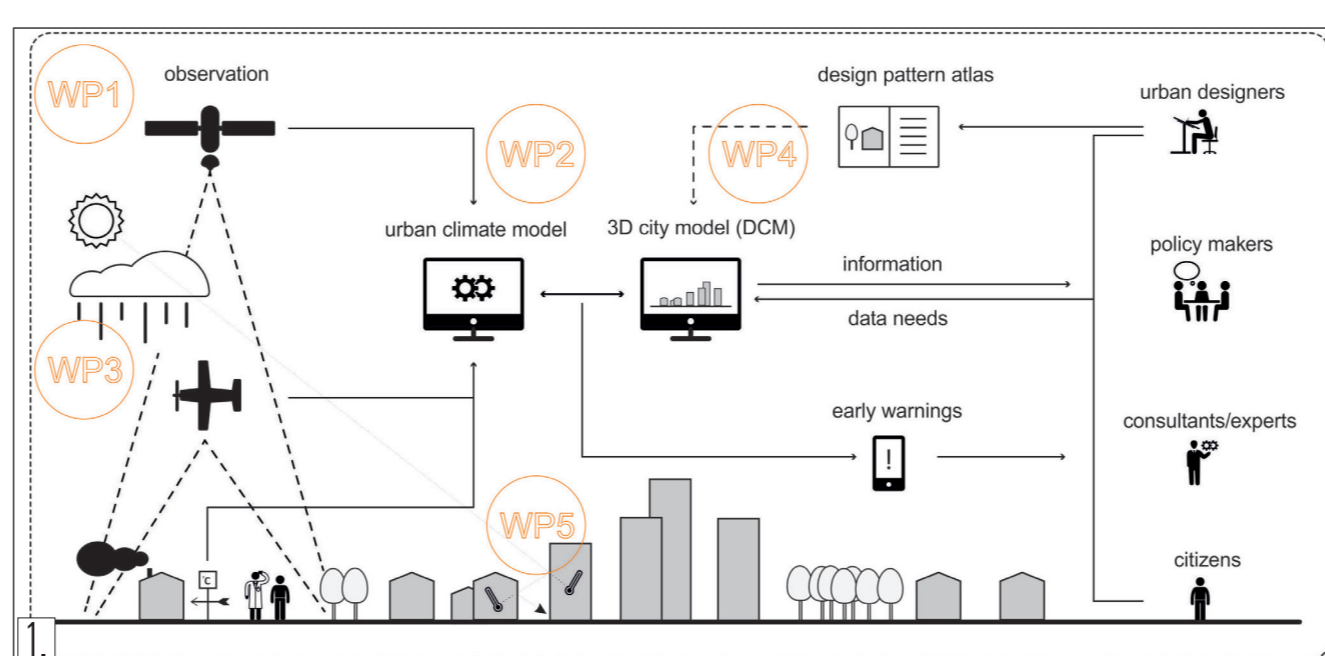 WP1
observation
design pattern atlas
urban designers
WP2
WP4
urban climate model
3D city model (DCM)
policy makers
information
data needs
WP3
early warnings
consultants/experts
!
WP5
citizens
°C
1.